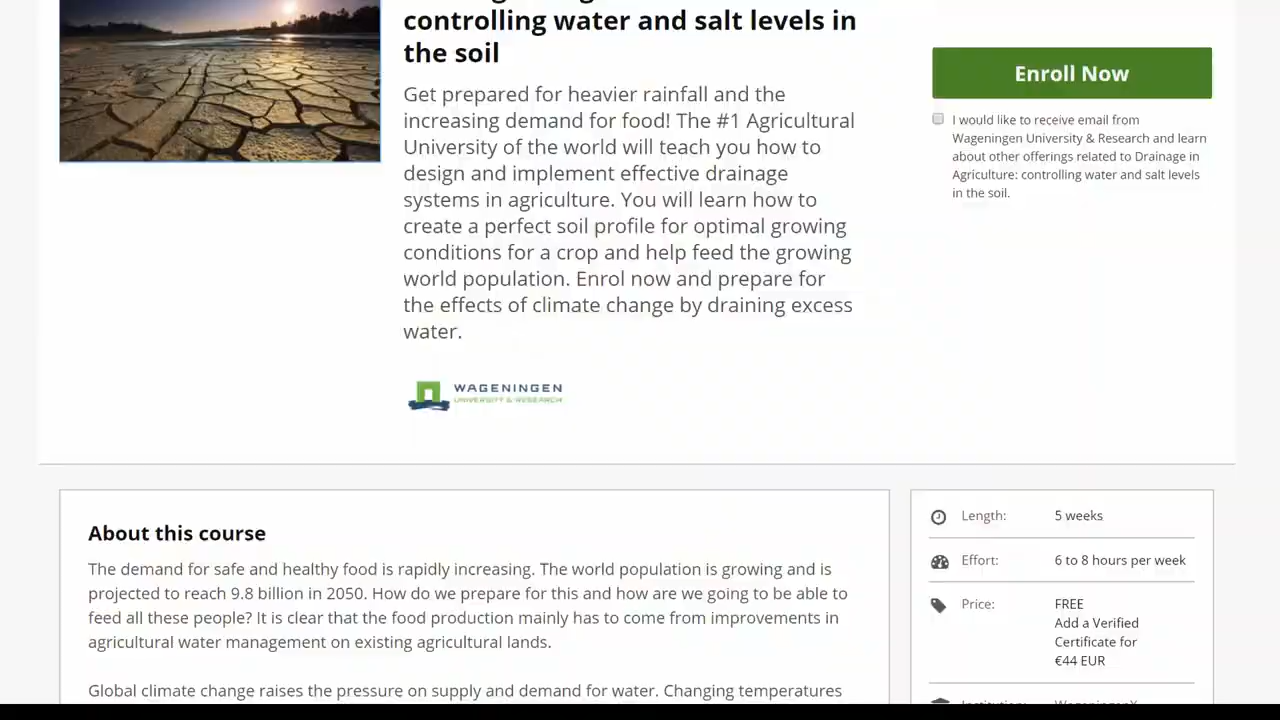 controlling water and salt levels in
the soil
Get prepared for heavier rainfall and the
increasing demand for food! The #1 Agricultural
University of the world will teach you how to
design and implement effective drainage
systems in agriculture. You will learn how to
create a perfect soil profile for optimal growing
conditions for a crop and help feed the growing
world population. Enrol now and prepare for
the effects of climate change by draining excess
water.
WAGENINGEN
UNIVERSITY & RESEARCH
Enroll Now
I would like to receive email from
Wageningen University & Research and learn
about other offerings related to Drainage in
Agriculture: controlling water and salt levels
in the soil.
About this course
The demand for safe and healthy food is rapidly increasing. The world population is growing and is
projected to reach 9.8 billion in 2050. How do we prepare for this and how are we going to be able to
feed all these people? It is clear that the food production mainly has to come from improvements in
agricultural water management on existing agricultural lands.
Global climate change raises the pressure on supply and demand for water. Changing temperatures
Length: 5 weeks
Effort: 6 to 8 hours per week
Price: FREE
Add a Verified
Certificate for
€44 EUR